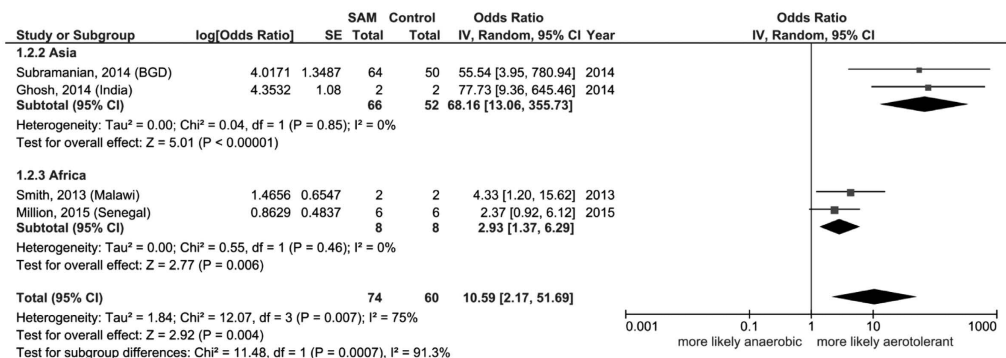 SAM Control Odds Ratio Odds Ratio
Study or Subgroup log[Odds Ratio] SE Total Total IV, Random, 95% CI Year IV, Random, 95% CI
1.2.2 Asia
Subramanian, 2014 (BGD) 4.0171 1.3487 64 50 55.54 [3.95, 780.94) 2014
Ghosh, 2014 (India) 4.3532 1.08 2 2 77.73 [9.36, 645.46] 2014
Subtotal (95% CI) 66 52 68.16 [13.06, 355.73]
Heterogeneity: Tau² = 0.00; Chi² = 0.04, df = 1 (P = 0.85); I² = 0%
Test for overall effect: Z = 5.01 (P < 0.00001)
1.2.3 Africa
Smith, 2013 (Malawi) 1.4656 0.6547 2 2 4.33 [1.20, 15.62] 2013
Million, 2015 (Senegal) 0.8629 0.4837 6 6 2.37 [0.92, 6.12] 2015
Subtotal (95% CI) 8 8 2.93 [1.37, 6.29]
Heterogeneity: Tau² = 0.00; Chi² = 0.55, df = 1 (P = 0.46); I² = 0%
Test for overall effect: Z = 2.77 (P = 0.006)
Total (95% CI) 74 60 10.59 [2.17, 51.69]
Heterogeneity: Tau² = 1.84; Chi² = 12.07, df = 3 (P = 0.007); I² = 75%
Test for overall effect: Z = 2.92 (P = 0.004)
Test for subgroup differences: Chi² = 11.48, df = 1 (P = 0.0007), I² = 91.3%
0.001 0.1 1 10 1000
more likely anaerobic more likely aerotolerant